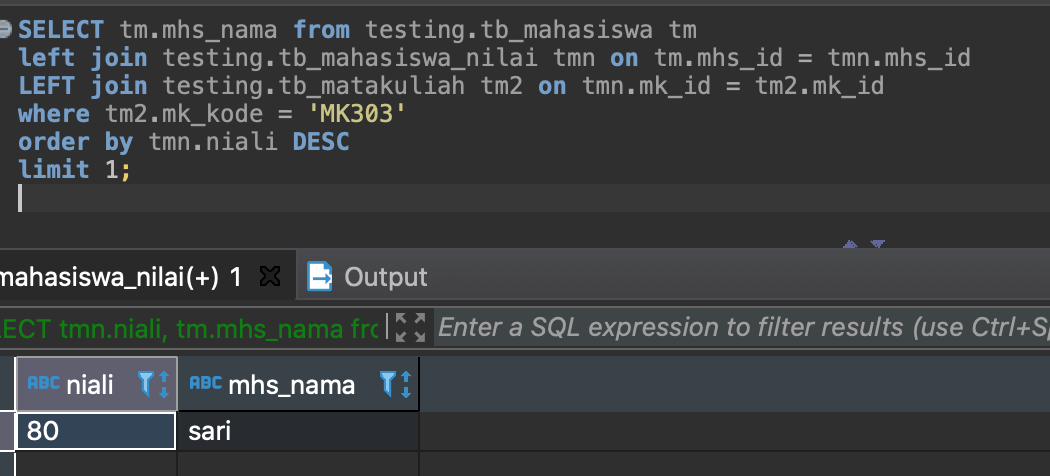 SELECT tm.mhs_nama from testing.tb_mahasiswa tm
left join testing.tb_mahasiswa_nilai tmn on tm.mhs_id = tmn.mhs_id
LEFT join testing.tb_matakuliah tm2 on tmn.mk_id = tm2.mk_id
where tm2.mk_kode = 'MK303'
order by tmn.niali DESC
limit 1;
mahasiswa_nilai(+) 1 Output
ECT tmn.niali, tm.mhs_nama frc Enter a SQL expression to filter results (use Ctrl+Sp
ABC niali ABC mhs_nama
80 sari